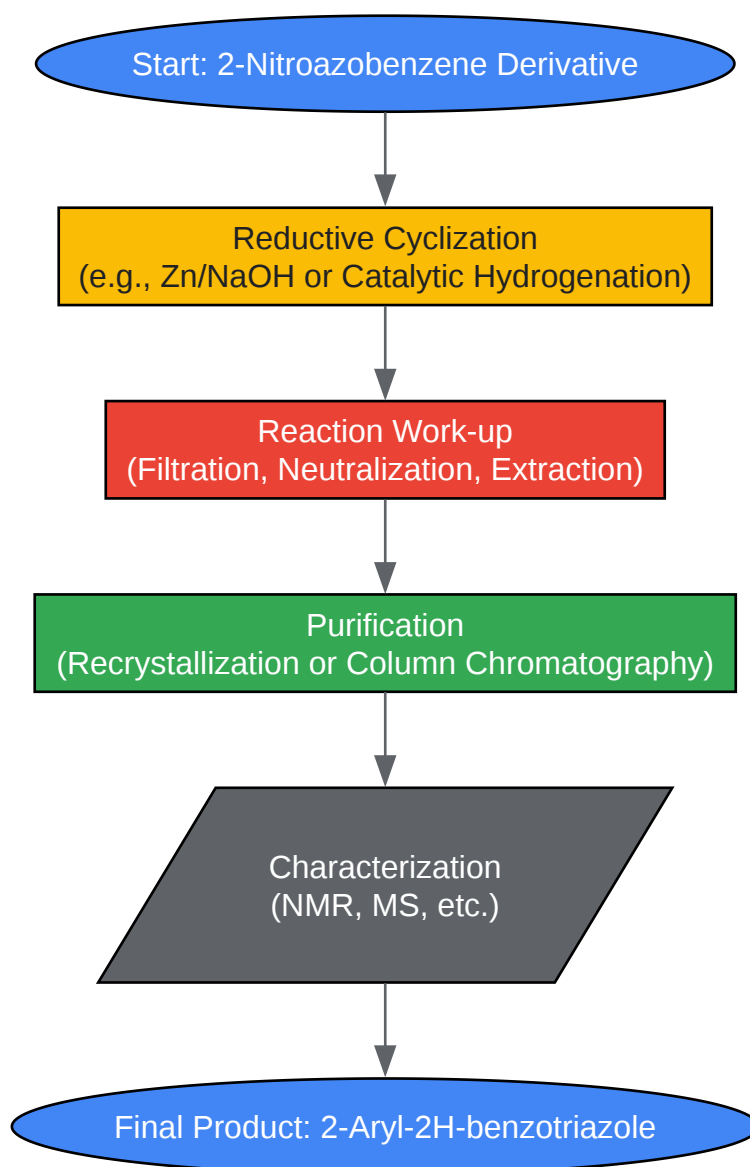 Start: 2-Nitroazobenzene Derivative
Reductive Cyclization
(e.g., Zn/NaOH or Catalytic Hydrogenation)
Reaction Work-up
(Filtration, Neutralization, Extraction)
Purification
(Recrystallization or Column Chromatography)
Characterization
(NMR, MS, etc.)
Final Product: 2-Aryl-2H-benzotriazole